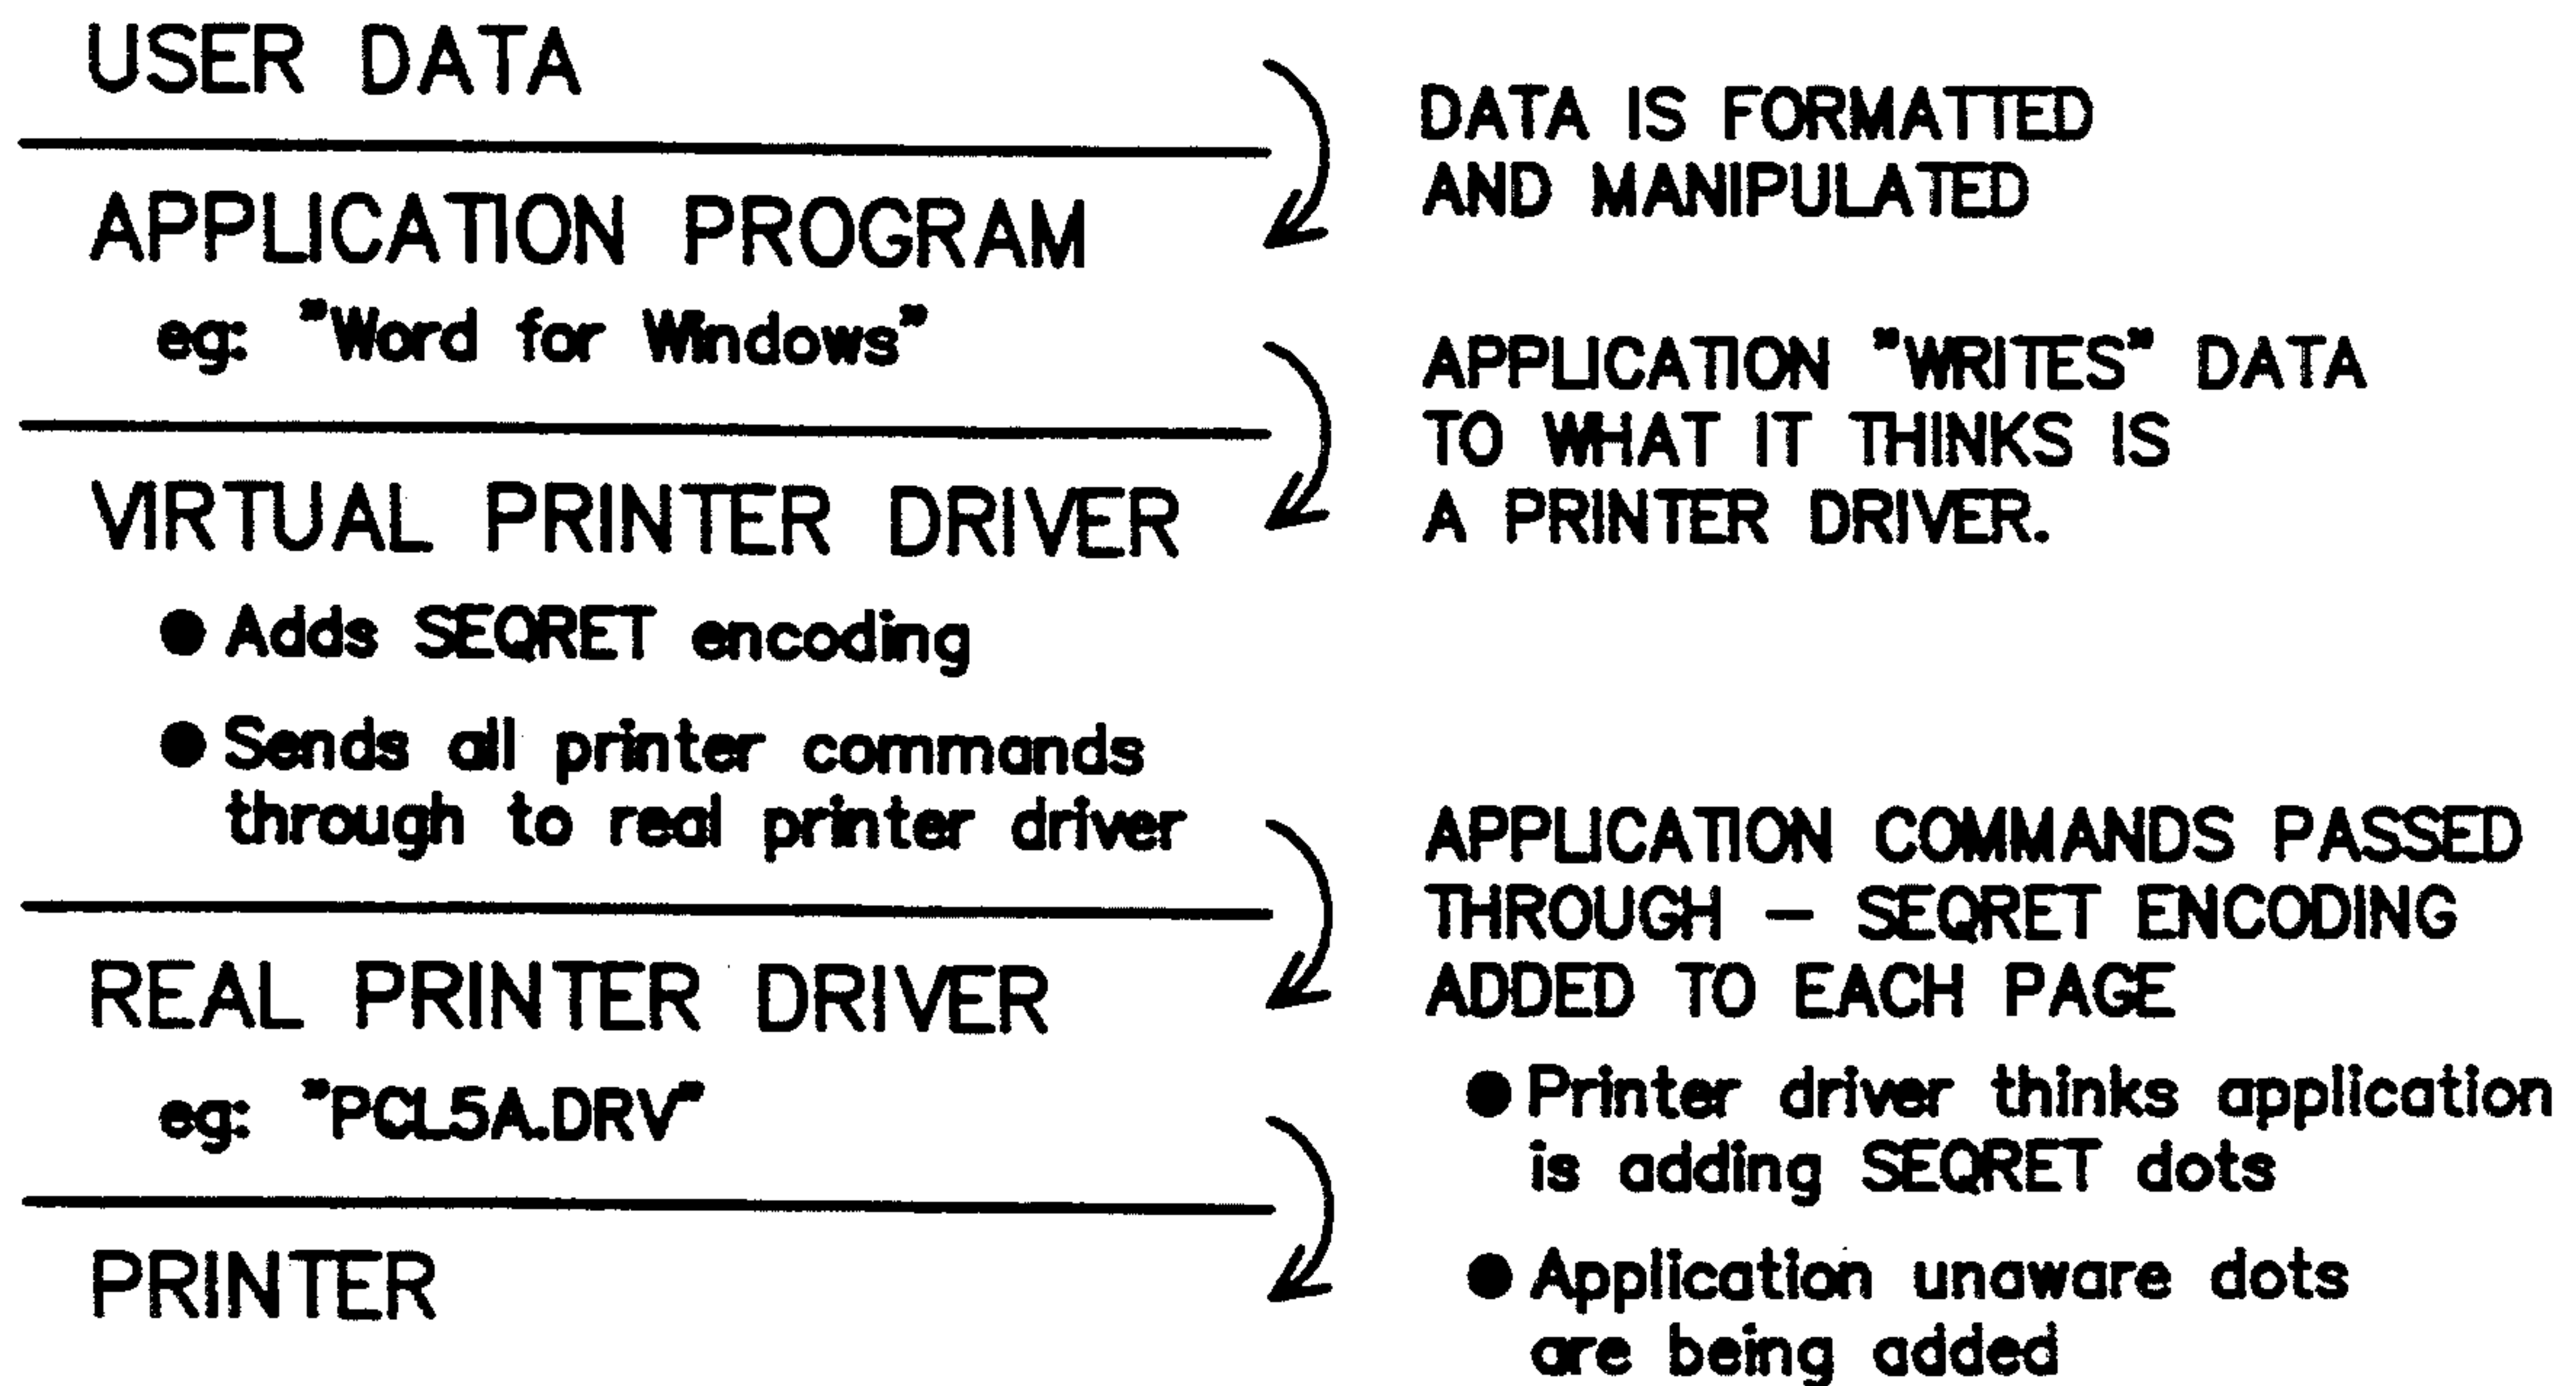 USER DATA
DATA IS FORMATTED
AND MANIPULATED
APPLICATION PROGRAM
eg: "Word for Windows"
APPLICATION "WRITES" DATA
TO WHAT IT THINKS IS
A PRINTER DRIVER.
VIRTUAL PRINTER DRIVER
● Adds SEQRET encoding
● Sends all printer commands
through to real printer driver
APPLICATION COMMANDS PASSED
THROUGH – SEQRET ENCODING
ADDED TO EACH PAGE
● Printer driver thinks application
is adding SEQRET dots
● Application unaware dots
are being added
REAL PRINTER DRIVER
eg: "PCL5A.DRV"
PRINTER